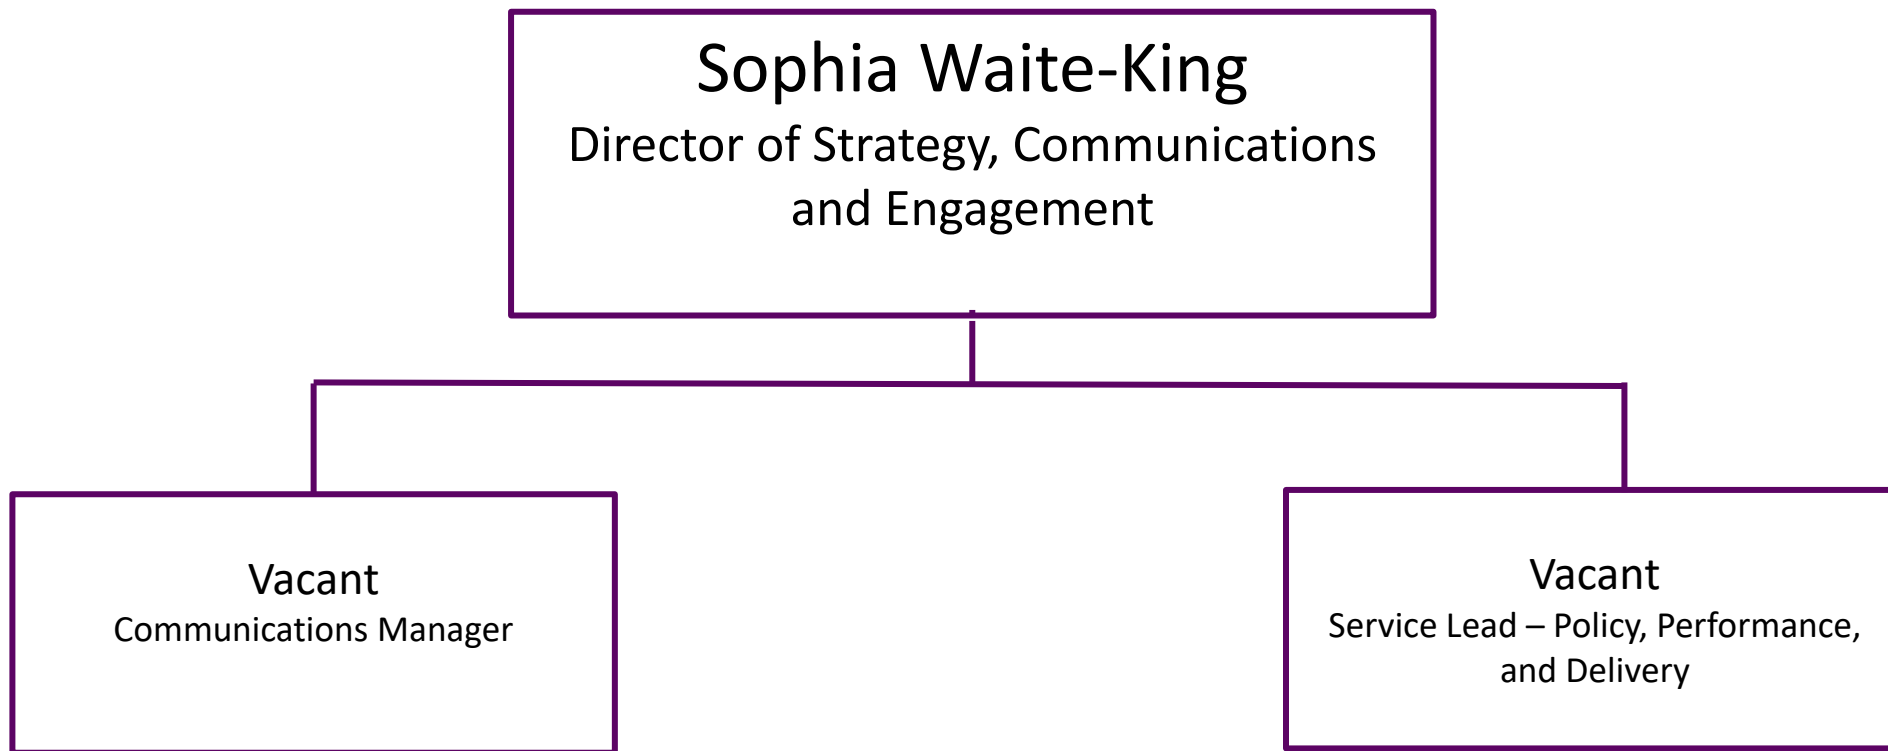 Sophia Waite-King
Director of Strategy, Communications
and Engagement
Vacant
Communications Manager
Vacant
Service Lead – Policy, Performance,
and Delivery